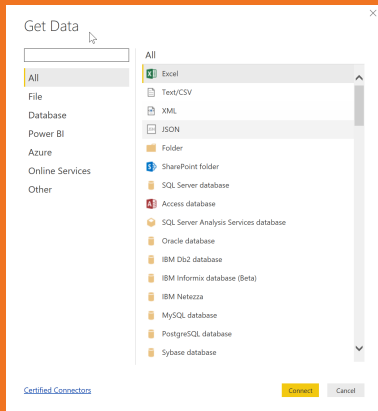 Get Data
All
File
Database
Power BI
Azure
Online Services
Other
All
Excel
Text/CSV
XML
JSON
Folder
SharePoint folder
SQL Server database
Access database
SQL Server Analysis Services database
Oracle database
IBM Db2 database
IBM Informix database (Beta)
IBM Netezza
MySQL database
PostgreSQL database
Sybase database
Certified Connectors
Connect
Cancel